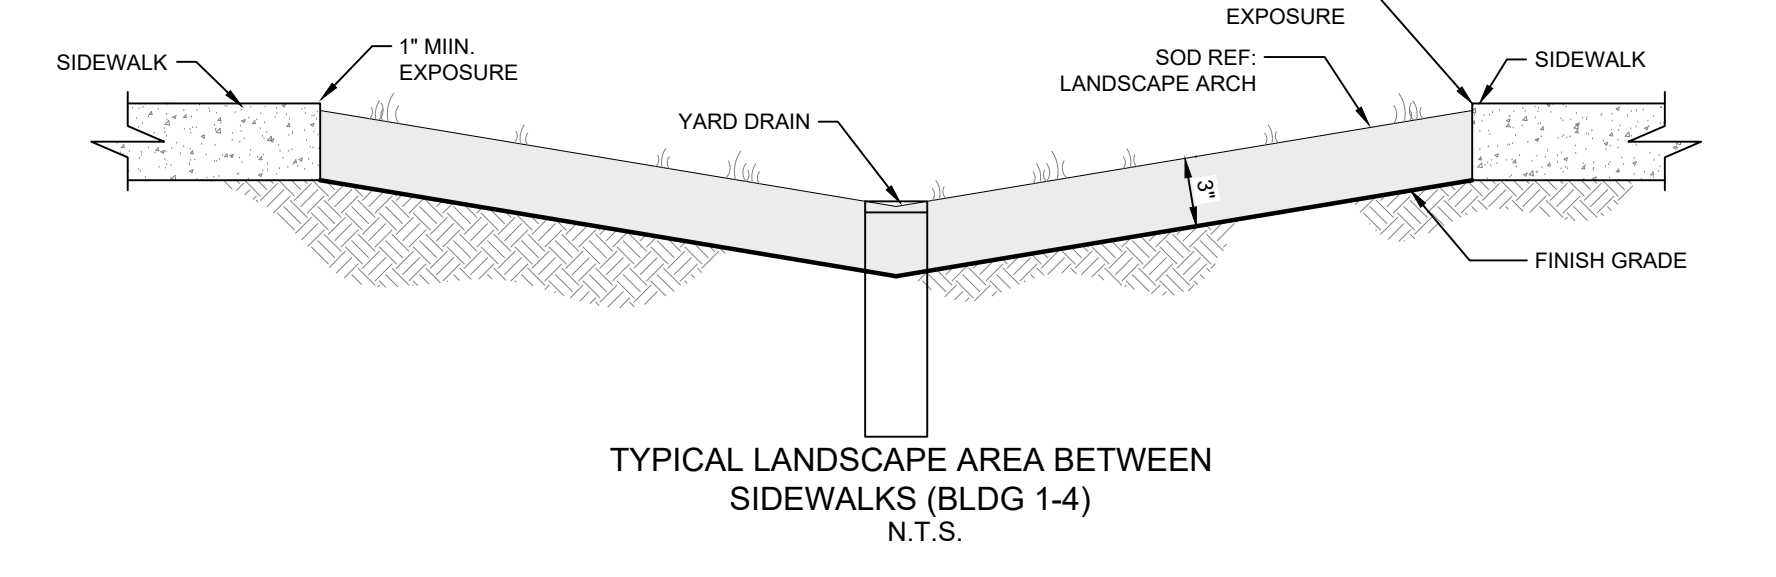 EXPOSURE
SIDEWALK
1" MIIN.
EXPOSURE
SOD REF:
LANDSCAPE ARCH
SIDEWALK
YARD DRAIN
3"
FINISH GRADE
TYPICAL LANDSCAPE AREA BETWEEN
SIDEWALKS (BLDG 1-4)
N.T.S.